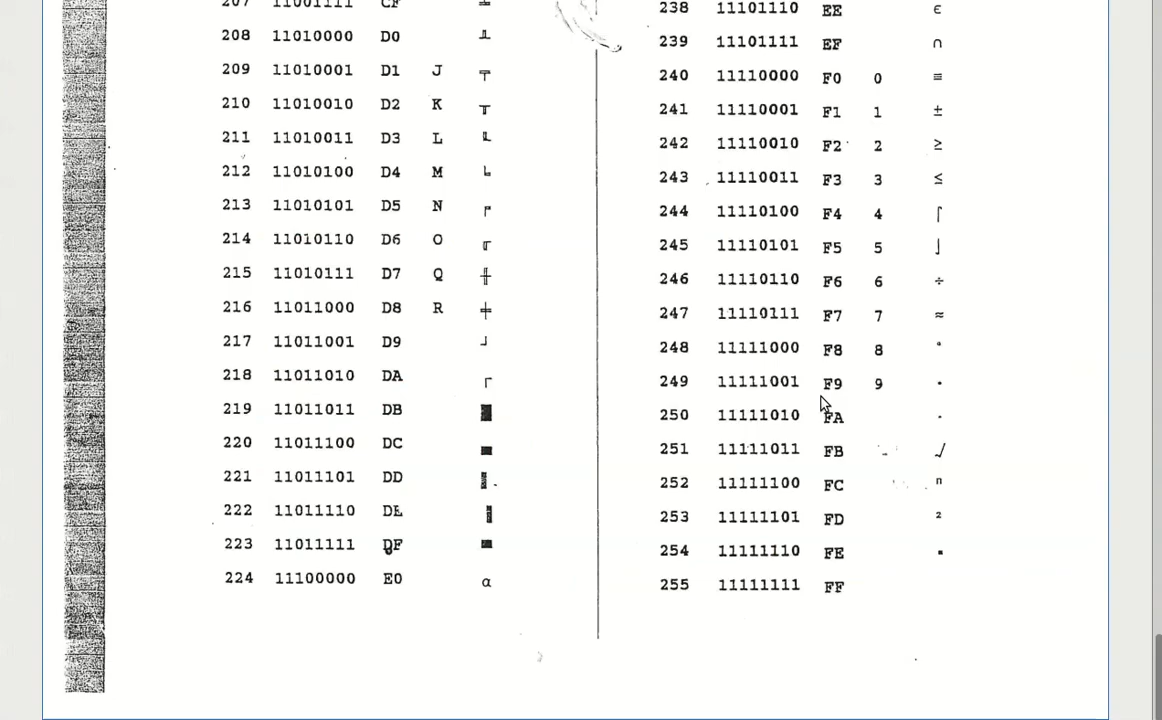 207 11001111 CF ╧
208 11010000 D0 ╨
209 11010001 D1 J ╤
210 11010010 D2 K ╥
211 11010011 D3 L ╙
212 11010100 D4 M ╘
213 11010101 D5 N ╒
214 11010110 D6 O ╓
215 11010111 D7 Q ╫
216 11011000 D8 R ╪
217 11011001 D9 ┘
218 11011010 DA ┌
219 11011011 DB █
220 11011100 DC ▄
221 11011101 DD ▌
222 11011110 DE ▐
223 11011111 DF ▀
224 11100000 E0 α
238 11101110 EE ϵ
239 11101111 EF ∩
240 11110000 F0 0 ≡
241 11110001 F1 1 ±
242 11110010 F2 2 ≥
243 11110011 F3 3 ≤
244 11110100 F4 4 ⌠
245 11110101 F5 5 ⌡
246 11110110 F6 6 ÷
247 11110111 F7 7 ≈
248 11111000 F8 8 °
249 11111001 F9 9 ∙
250 11111010 FA ·
251 11111011 FB √
252 11111100 FC ⁿ
253 11111101 FD ²
254 11111110 FE ■
255 11111111 FF